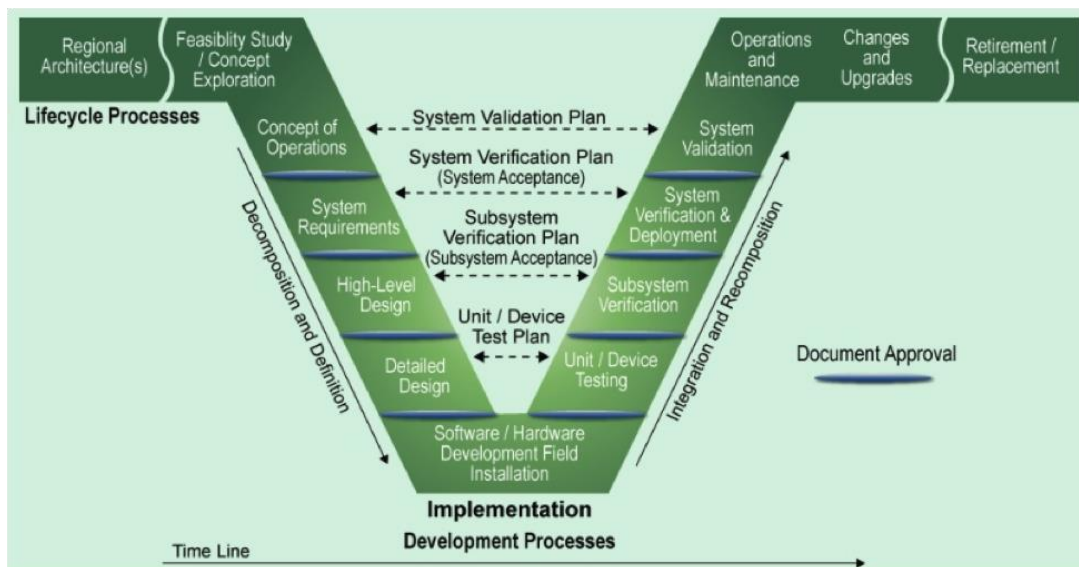 Regional
Architecture(s)
Feasiblity Study
/ Concept
Exploration
Operations
and
Maintenance
Changes
and
Upgrades
Retirement /
Replacement
Lifecycle Processes
Concept of
Operations
System Validation Plan
System
Validation
System Verification Plan
(System Acceptance)
System
Requirements
System
Verification &
Deployment
Subsystem
Verification Plan
(Subsystem Acceptance)
High-Level
Design
Subsystem
Verification
Unit / Device
Test Plan
Detailed
Design
Unit / Device
Testing
Decomposition and Definition
Integration and Recomposition
Document Approval
Software / Hardware
Development Field
Installation
Implementation
Development Processes
Time Line